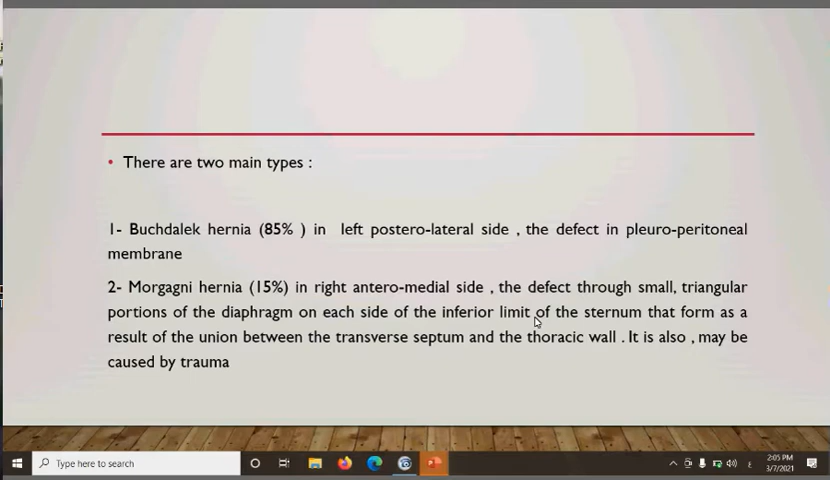 • There are two main types :
1- Buchdalek hernia (85% ) in left postero-lateral side , the defect in pleuro-peritoneal
membrane
2- Morgagni hernia (15%) in right antero-medial side , the defect through small, triangular
portions of the diaphragm on each side of the inferior limit of the sternum that form as a
result of the union between the transverse septum and the thoracic wall . It is also , may be
caused by trauma
Type here to search
ع
2:05 PM
3/7/2021